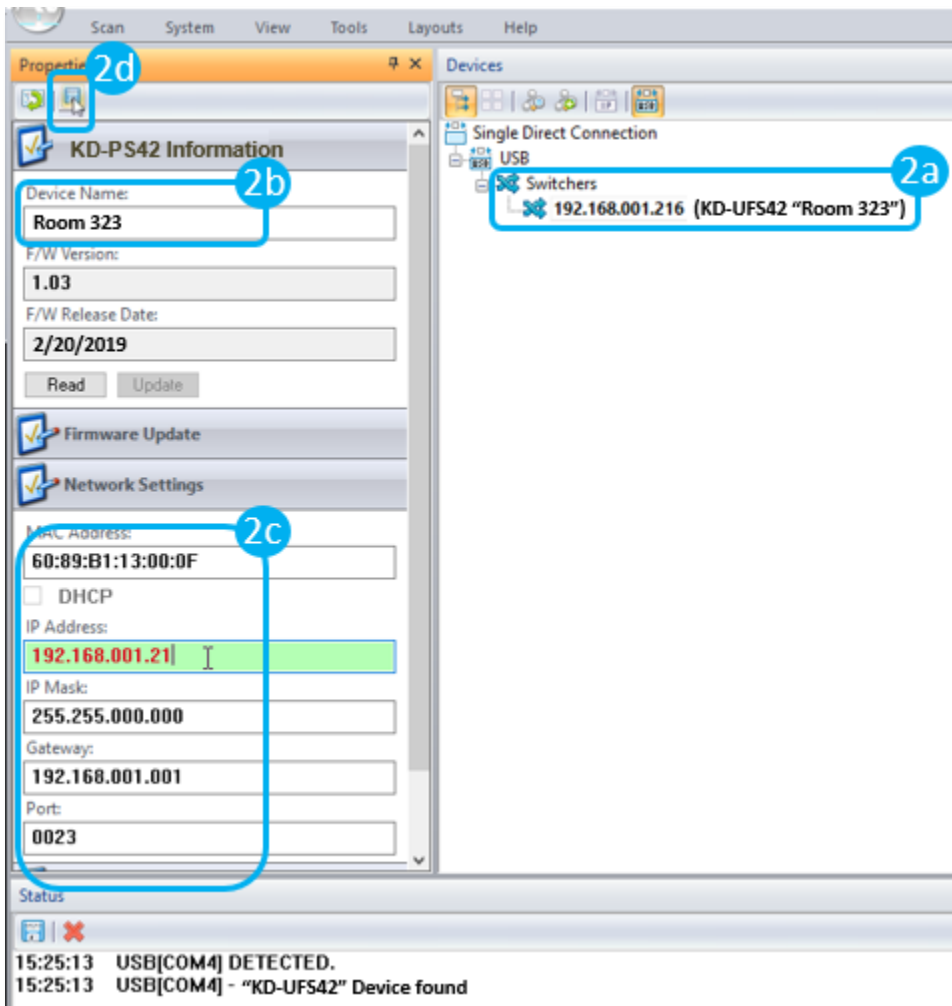 Scan System View Tools Layouts Help
Propertie 2d
Devices
KD-PS42 Information
2b
Device Name:
Room 323
F/W Version:
1.03
F/W Release Date:
2/20/2019
Read Update
Firmware Update
Network Settings
2c
MAC Address:
60:89:B1:13:00:0F
DHCP
IP Address:
192.168.001.21
IP Mask:
255.255.000.000
Gateway:
192.168.001.001
Port:
0023
Single Direct Connection
USB
Switchers
2a
192.168.001.216 (KD-UFS42 “Room 323”)
Status
15:25:13 USB[COM4] DETECTED.
15:25:13 USB[COM4] - “KD-UFS42” Device found